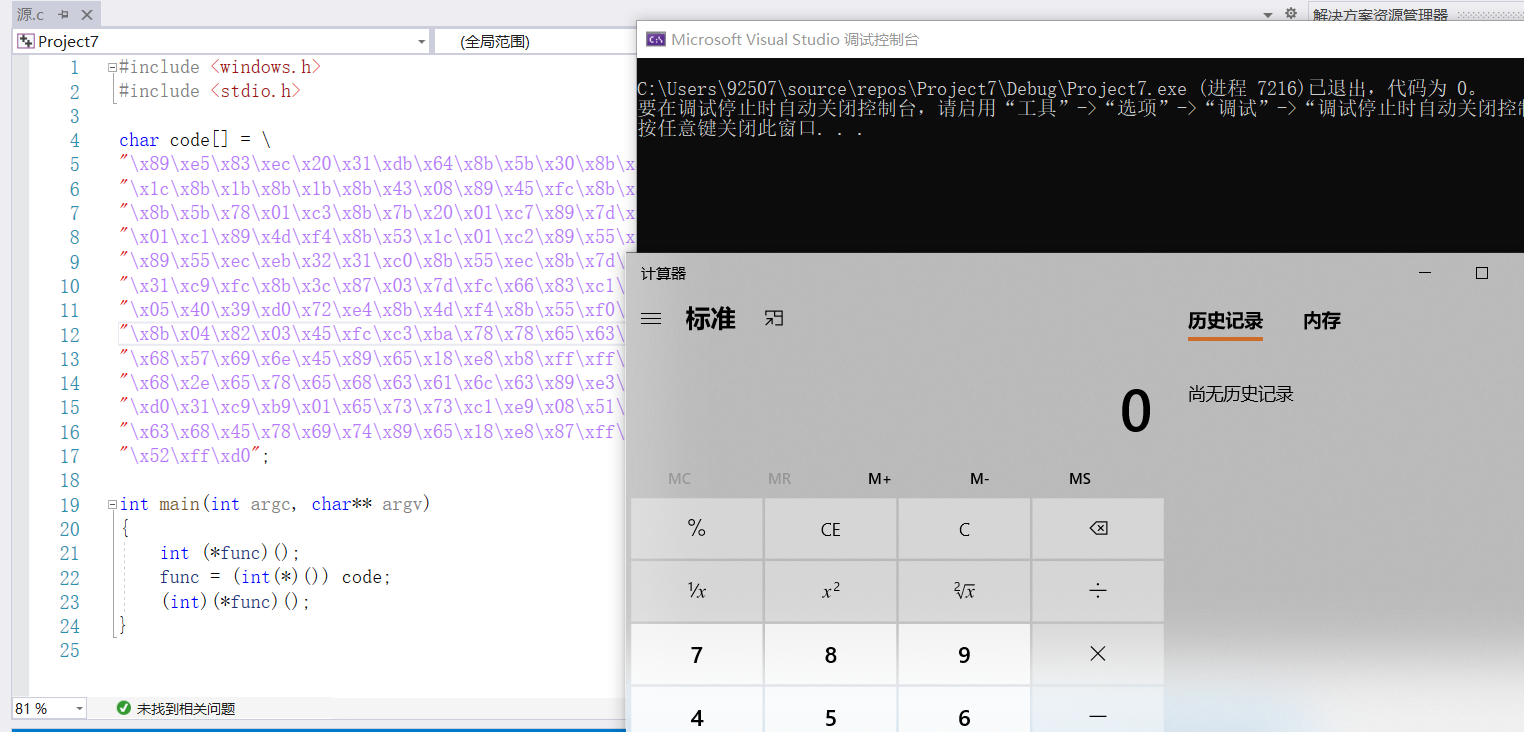 源.c
解决方案资源管理器
Project7
(全局范围)
1 #include <windows.h>
2 #include <stdio.h>
3
4 char code[] = \
5 "\x89\xe5\x83\xec\x20\x31\xdb\x64\x8b\x5b\x30\x8b\x
6 "\x1c\x8b\x1b\x8b\x1b\x8b\x43\x08\x89\x45\xfc\x8b\x
7 "\x8b\x5b\x78\x01\xc3\x8b\x7b\x20\x01\xc7\x89\x7d\x
8 "\x01\xc1\x89\x4d\xf4\x8b\x53\x1c\x01\xc2\x89\x55\x
9 "\x89\x55\xec\xeb\x32\x31\xc0\x8b\x55\xec\x8b\x7d\
10 "\x31\xc9\xfc\x8b\x3c\x87\x03\x7d\xfc\x66\x83\xc1\
11 "\x05\x40\x39\xd0\x72\xe4\x8b\x4d\xf4\x8b\x55\xf0\
12 "\x8b\x04\x82\x03\x45\xfc\xc3\xba\x78\x78\x65\x63\
13 "\x68\x57\x69\x6e\x45\x89\x65\x18\xe8\xb8\xff\xff\
14 "\x68\x2e\x65\x78\x65\x68\x63\x61\x6c\x63\x89\xe3\
15 "\xd0\x31\xc9\xb9\x01\x65\x73\x73\xc1\xe9\x08\x51\
16 "\x63\x68\x45\x78\x69\x74\x89\x65\x18\xe8\x87\xff\
17 "\x52\xff\xd0";
18
19 int main(int argc, char** argv)
20 {
21 int (*func)();
22 func = (int(*)()) code;
23 (int)(*func)();
24 }
25
81 %
未找到相关问题
Microsoft Visual Studio 调试控制台
C:\Users\92507\source\repos\Project7\Debug\Project7.exe (进程 7216)已退出，代码为 0。
要在调试停止时自动关闭控制台，请启用“工具”->“选项”->“调试”->“调试停止时自动关闭控制
按任意键关闭此窗口. . .
计算器
标准
历史记录 内存
0
尚无历史记录
MC MR M+ M- MS
% CE C ⌫
¹/x x² ²√x ÷
7 8 9 ×
4 5 6 −